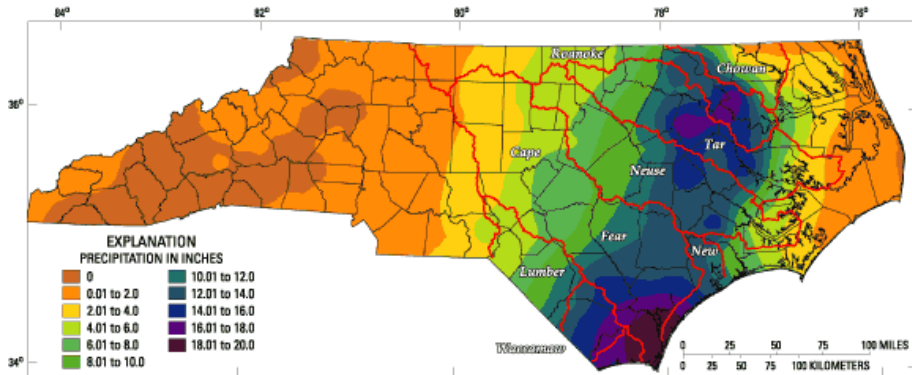 84° 82° 80° 78° 76°
36°
34°
Roanoke
Chowan
Tar
Cape
Neuse
Fear
New
Lumber
Waccamaw
EXPLANATION
PRECIPITATION IN INCHES
0
0.01 to 2.0
2.01 to 4.0
4.01 to 6.0
6.01 to 8.0
8.01 to 10.0
10.01 to 12.0
12.01 to 14.0
14.01 to 16.0
16.01 to 18.0
18.01 to 20.0
0 25 50 75 100 MILES
0 25 50 75 100 KILOMETERS